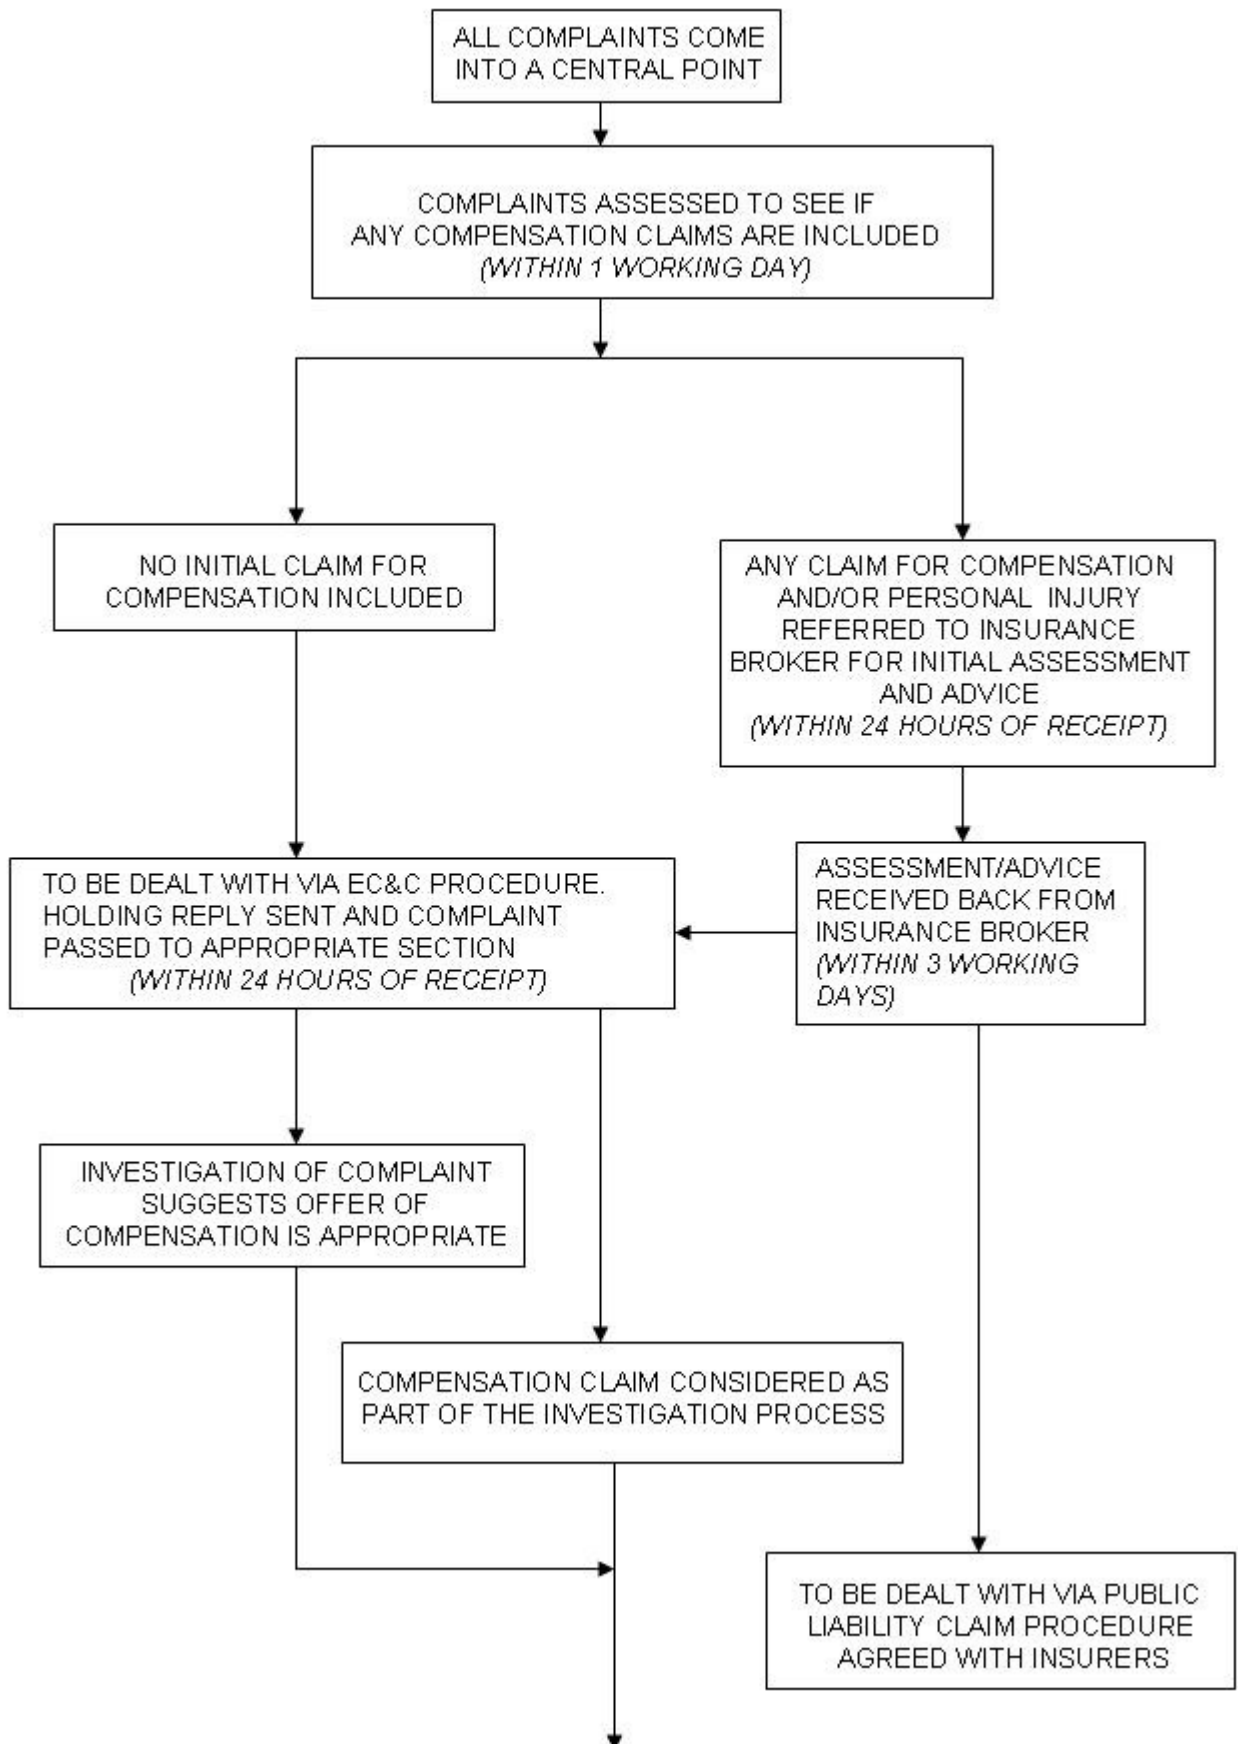 ALL COMPLAINTS COME
INTO A CENTRAL POINT
COMPLAINTS ASSESSED TO SEE IF
ANY COMPENSATION CLAIMS ARE INCLUDED
(WITHIN 1 WORKING DAY)
NO INITIAL CLAIM FOR
COMPENSATION INCLUDED
ANY CLAIM FOR COMPENSATION
AND/OR PERSONAL INJURY
REFERRED TO INSURANCE
BROKER FOR INITIAL ASSESSMENT
AND ADVICE
(WITHIN 24 HOURS OF RECEIPT)
TO BE DEALT WITH VIA EC&C PROCEDURE.
HOLDING REPLY SENT AND COMPLAINT
PASSED TO APPROPRIATE SECTION
(WITHIN 24 HOURS OF RECEIPT)
ASSESSMENT/ADVICE
RECEIVED BACK FROM
INSURANCE BROKER
(WITHIN 3 WORKING
DAYS)
INVESTIGATION OF COMPLAINT
SUGGESTS OFFER OF
COMPENSATION IS APPROPRIATE
COMPENSATION CLAIM CONSIDERED AS
PART OF THE INVESTIGATION PROCESS
TO BE DEALT WITH VIA PUBLIC
LIABILITY CLAIM PROCEDURE
AGREED WITH INSURERS